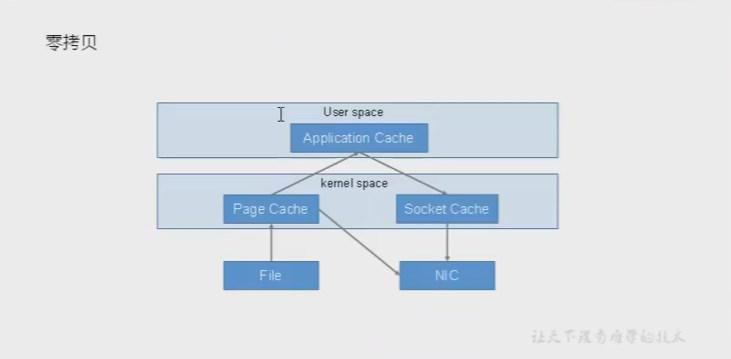 零拷贝
User space
Application Cache
kernel space
Page Cache
Socket Cache
File
NIC
让天下没有难学的技术